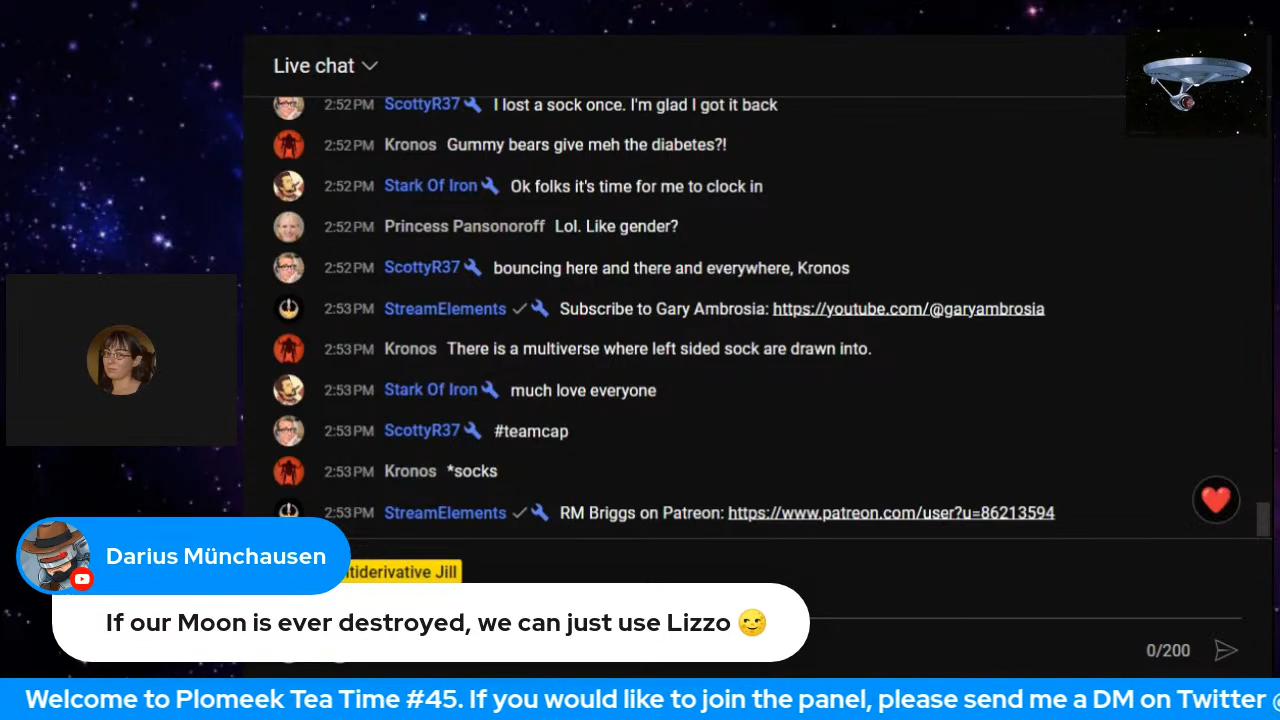 Live chat
2:52 PM ScottyR37 I lost a sock once. I'm glad I got it back
2:52 PM Kronos Gummy bears give meh the diabetes?!
2:52 PM Stark Of Iron Ok folks it's time for me to clock in
2:52 PM Princess Pansonoroff Lol. Like gender?
2:52 PM ScottyR37 bouncing here and there and everywhere, Kronos
2:53 PM StreamElements Subscribe to Gary Ambrosia: https://youtube.com/@garyambrosia
2:53 PM Kronos There is a multiverse where left sided sock are drawn into.
2:53 PM Stark Of Iron much love everyone
2:53 PM ScottyR37 #teamcap
2:53 PM Kronos *socks
2:53 PM StreamElements RM Briggs on Patreon: https://www.patreon.com/user?u=86213594
Darius Münchausen
tiderivative Jill
If our Moon is ever destroyed, we can just use Lizzo 🌝
0/200
Welcome to Plomeek Tea Time #45. If you would like to join the panel, please send me a DM on Twitter